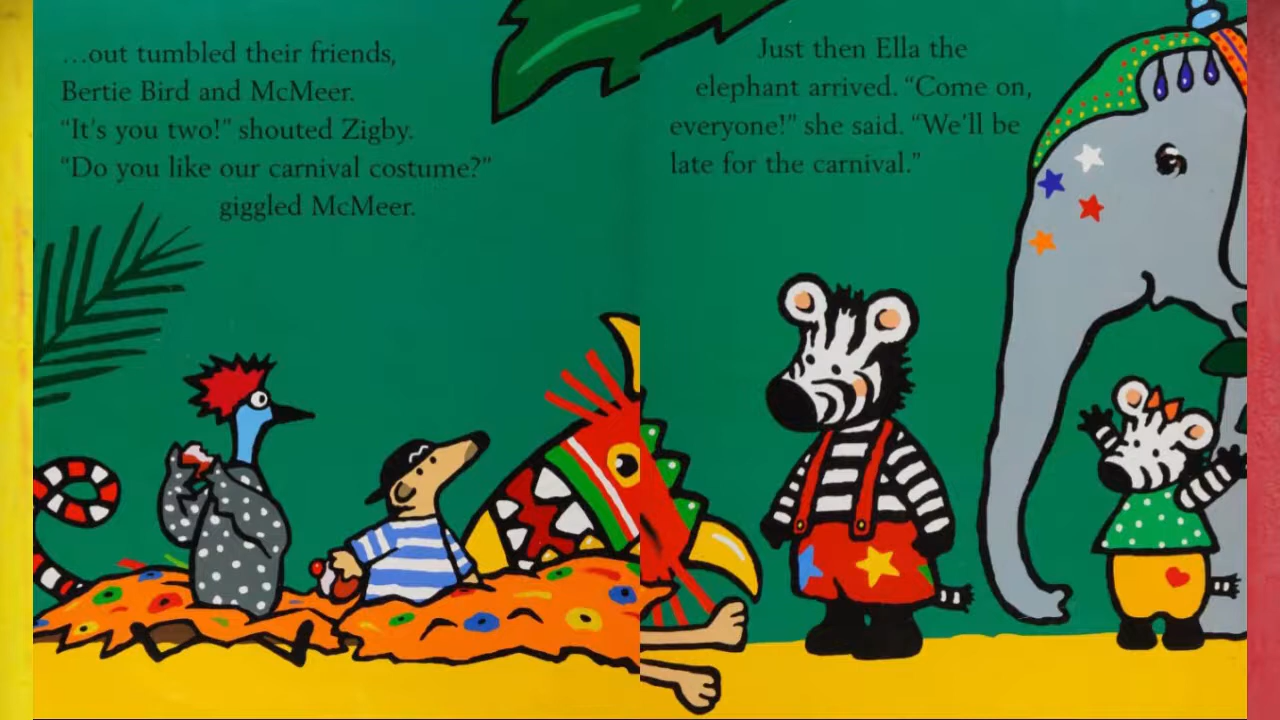 …out tumbled their friends,
Bertie Bird and McMeer.
“It’s you two!” shouted Zigby.
“Do you like our carnival costume?”
giggled McMeer.
Just then Ella the
elephant arrived. “Come on,
everyone!” she said. “We’ll be
late for the carnival.”